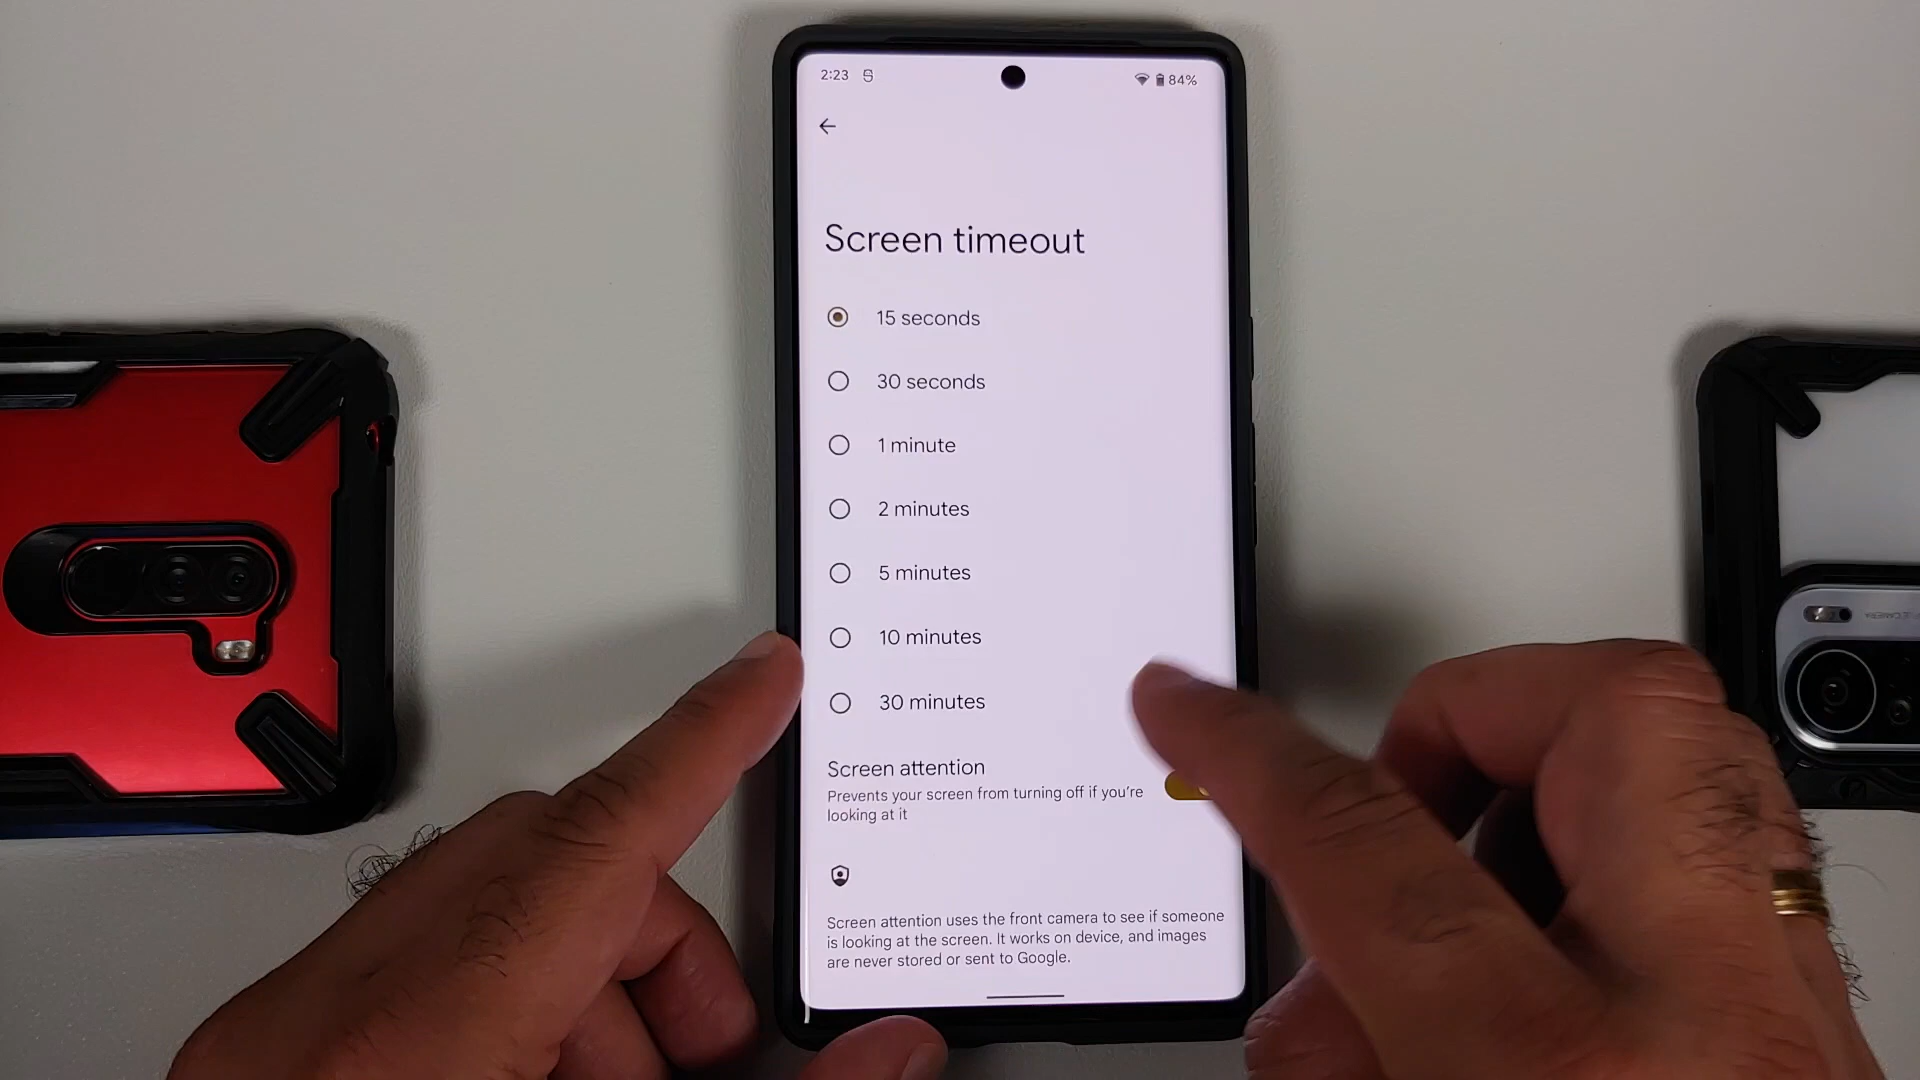 2:23
84%
Screen timeout
15 seconds
30 seconds
1 minute
2 minutes
5 minutes
10 minutes
30 minutes
Screen attention
Prevents your screen from turning off if you're
looking at it
Screen attention uses the front camera to see if someone
is looking at the screen. It works on device, and images
are never stored or sent to Google.